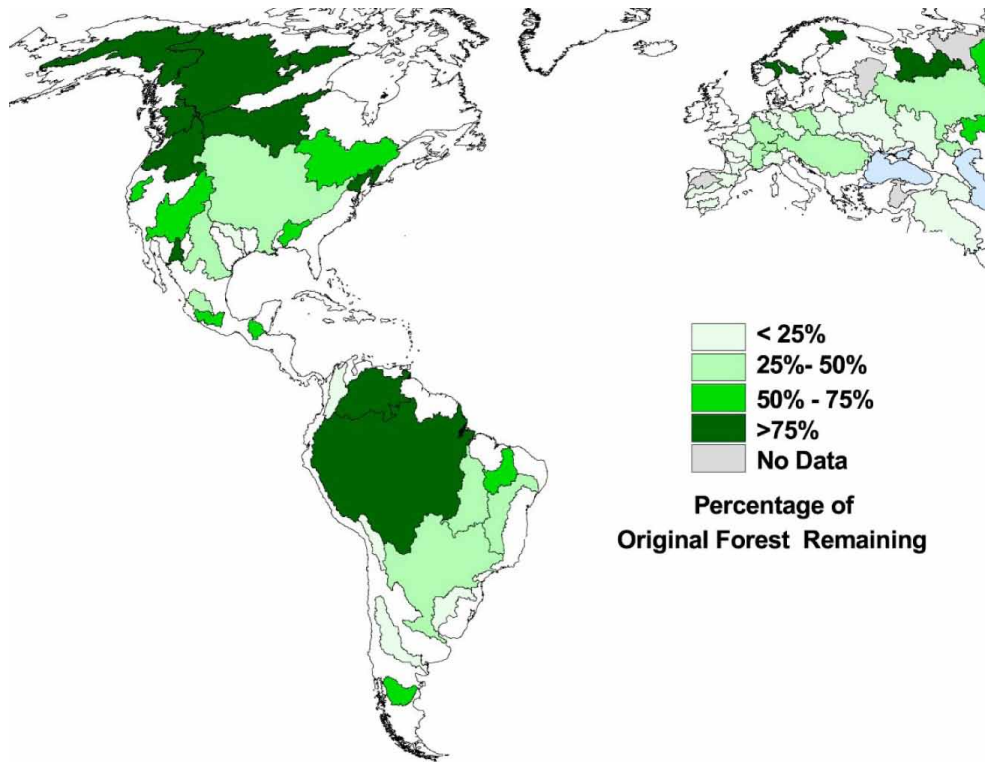 < 25%
25%- 50%
50% - 75%
>75%
No Data
Percentage of
Original Forest Remaining